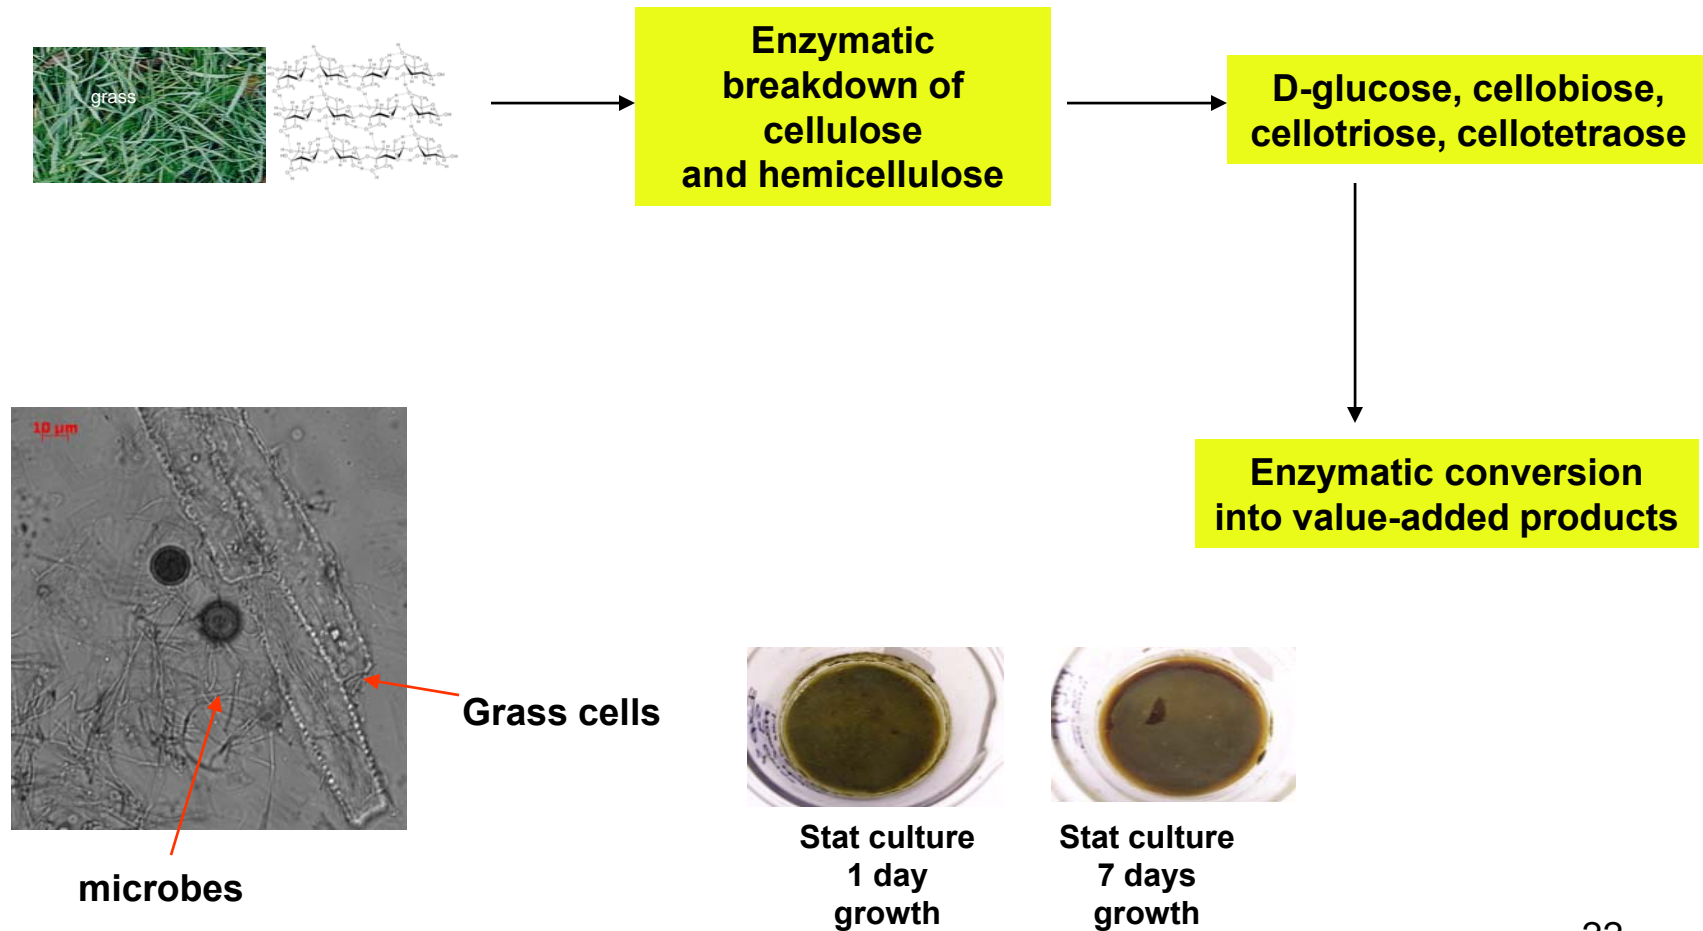 grass
Enzymatic
breakdown of
cellulose
and hemicellulose
D-glucose, cellobiose,
cellotriose, cellotetraose
Enzymatic conversion
into value-added products
10 µm
Grass cells
microbes
Stat culture
1 day
growth
Stat culture
7 days
growth